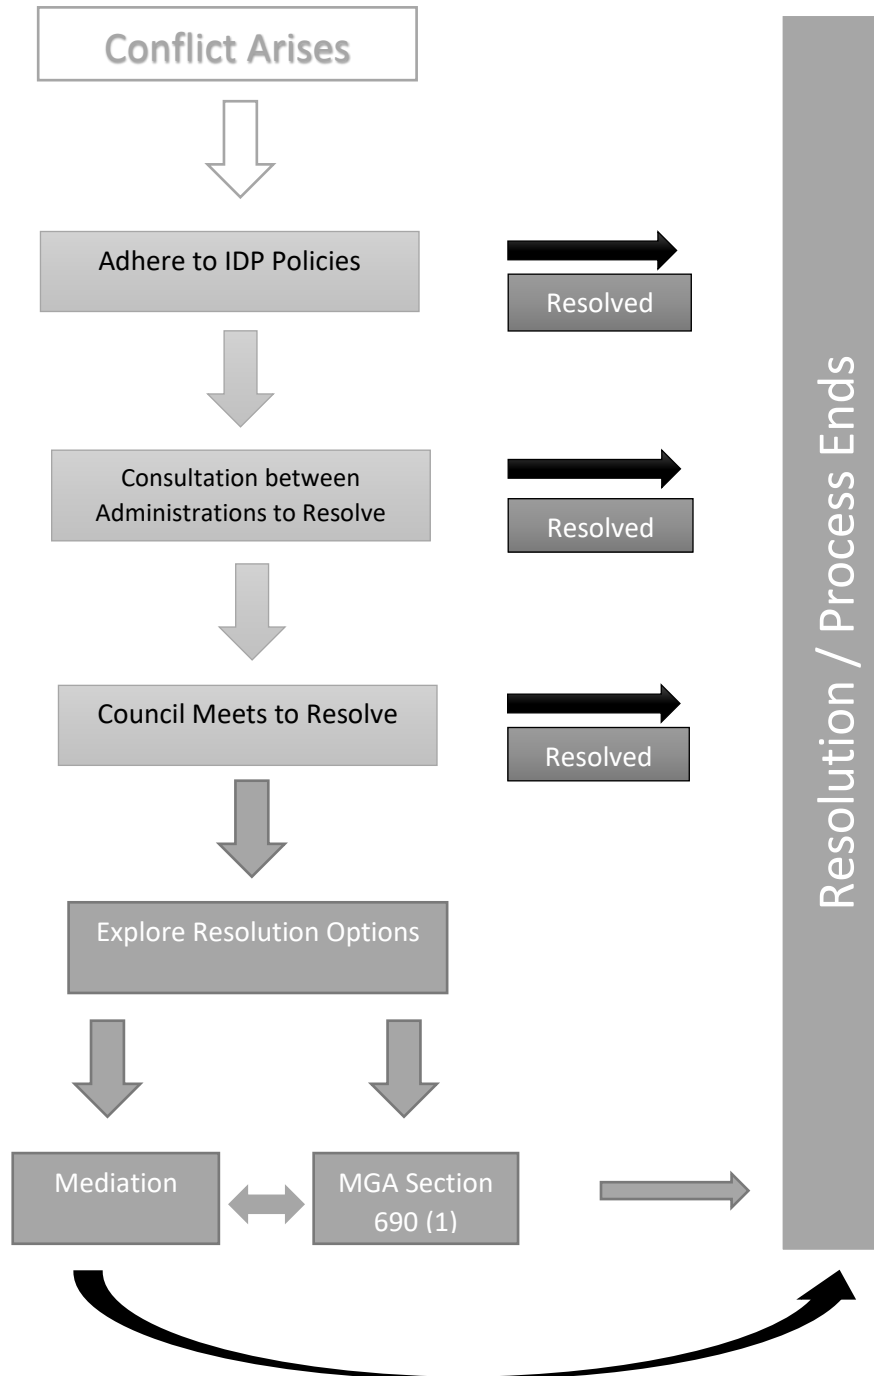 Conflict Arises
Adhere to IDP Policies
Resolved
Consultation between
Administrations to Resolve
Resolved
Council Meets to Resolve
Resolved
Explore Resolution Options
Mediation
MGA Section
690 (1)
Resolution / Process Ends